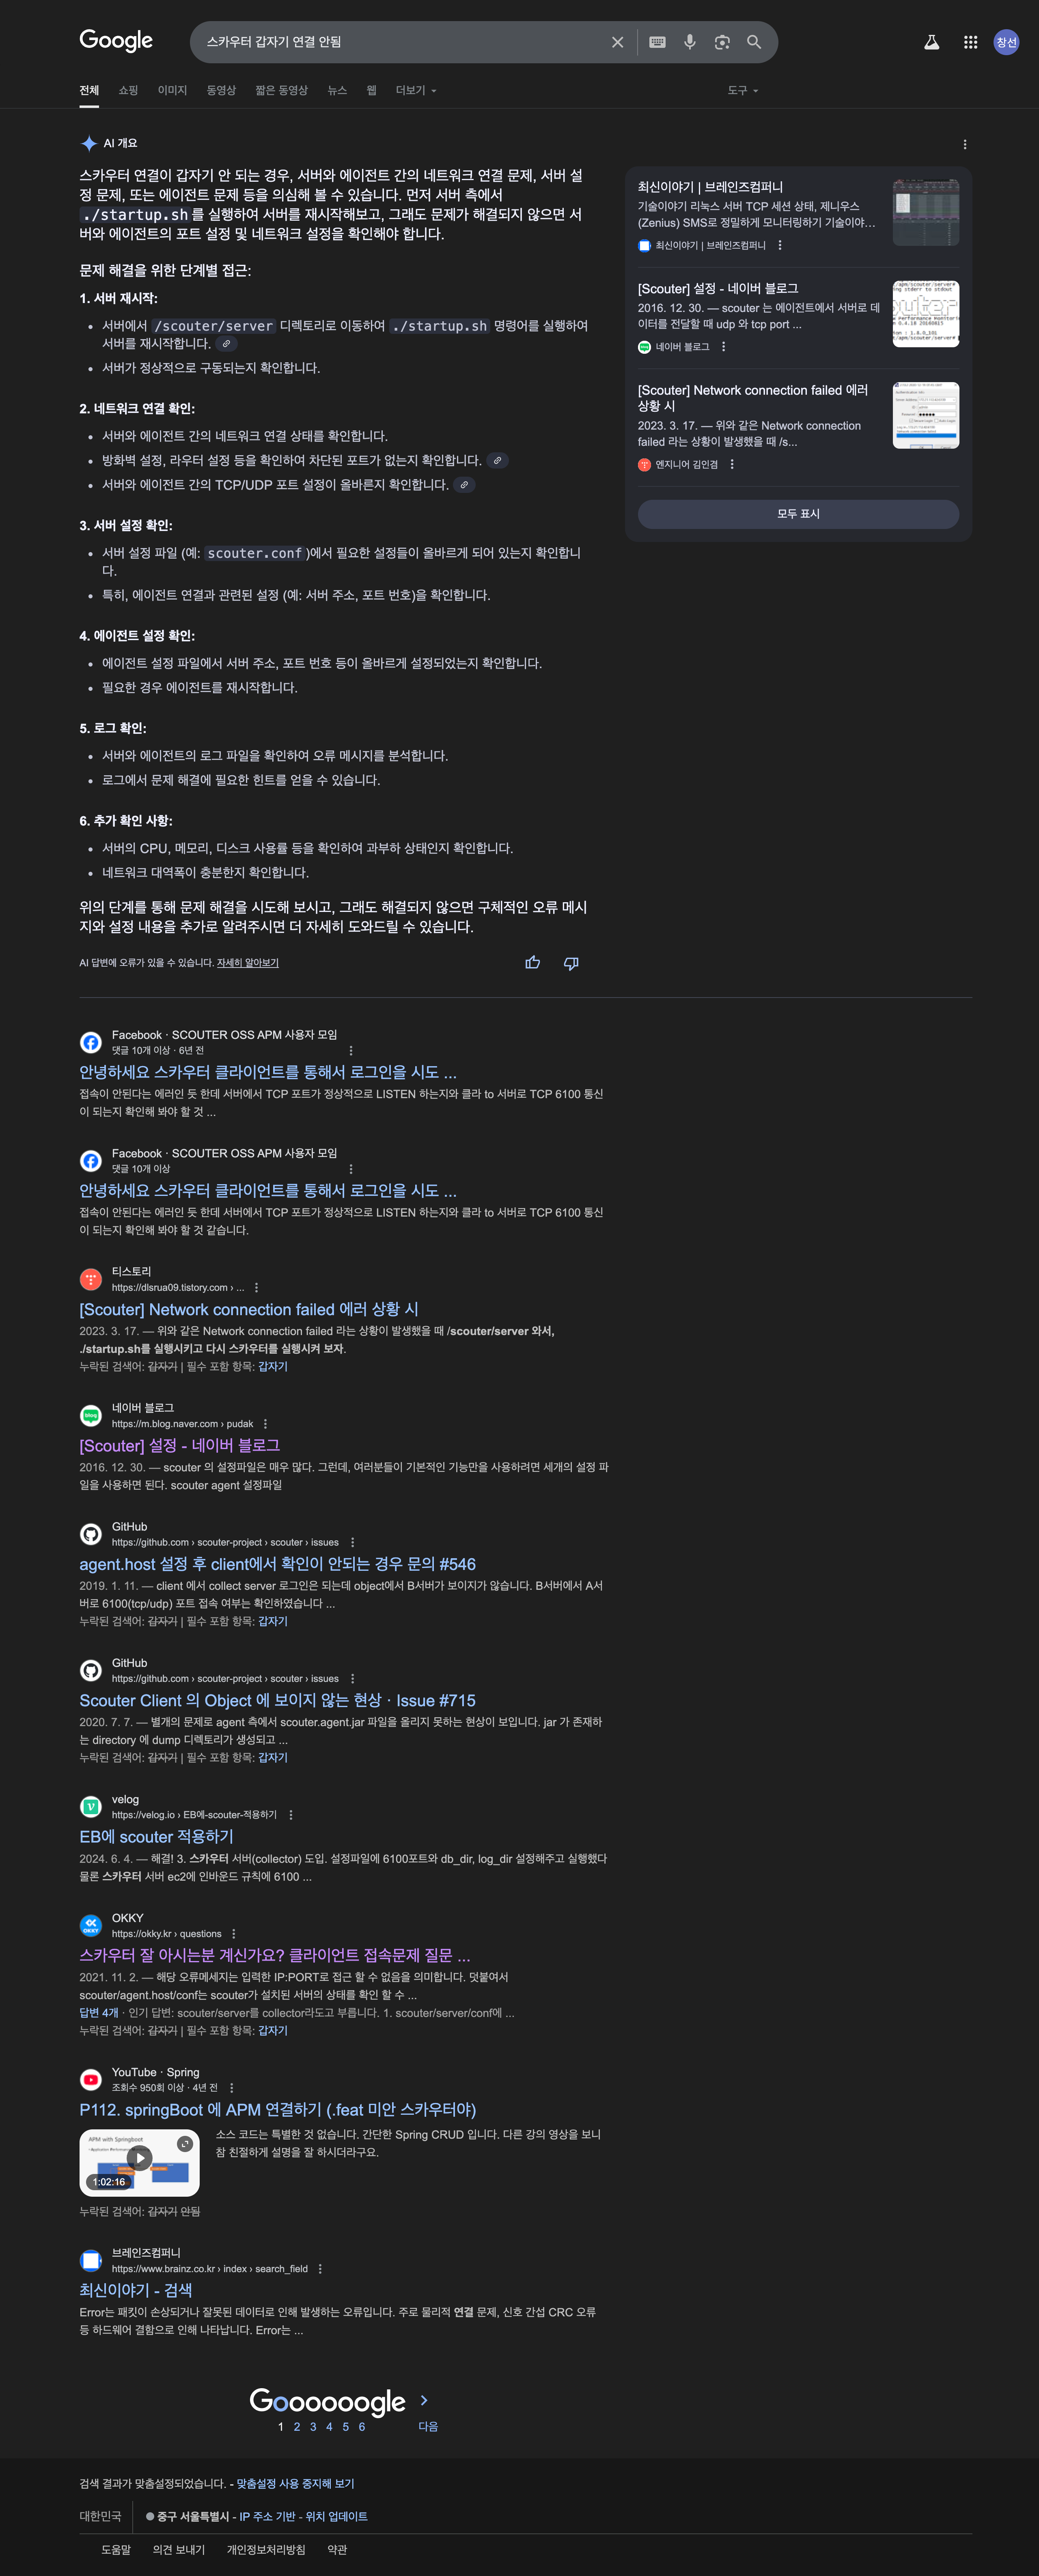 Google
스카우터 갑자기 연결 안됨
창선
전체 쇼핑 이미지 동영상 짧은 동영상 뉴스 웹 더보기 도구
AI 개요
스카우터 연결이 갑자기 안 되는 경우, 서버와 에이전트 간의 네트워크 연결 문제, 서버 설
정 문제, 또는 에이전트 문제 등을 의심해 볼 수 있습니다. 먼저 서버 측에서
./startup.sh를 실행하여 서버를 재시작해보고, 그래도 문제가 해결되지 않으면 서
버와 에이전트의 포트 설정 및 네트워크 설정을 확인해야 합니다.
문제 해결을 위한 단계별 접근:
1. 서버 재시작:
서버에서 /scouter/server 디렉토리로 이동하여 ./startup.sh 명령어를 실행하여
서버를 재시작합니다.
서버가 정상적으로 구동되는지 확인합니다.
2. 네트워크 연결 확인:
서버와 에이전트 간의 네트워크 연결 상태를 확인합니다.
방화벽 설정, 라우터 설정 등을 확인하여 차단된 포트가 없는지 확인합니다.
서버와 에이전트 간의 TCP/UDP 포트 설정이 올바른지 확인합니다.
3. 서버 설정 확인:
서버 설정 파일 (예: scouter.conf)에서 필요한 설정들이 올바르게 되어 있는지 확인합니
다.
특히, 에이전트 연결과 관련된 설정 (예: 서버 주소, 포트 번호)을 확인합니다.
4. 에이전트 설정 확인:
에이전트 설정 파일에서 서버 주소, 포트 번호 등이 올바르게 설정되었는지 확인합니다.
필요한 경우 에이전트를 재시작합니다.
5. 로그 확인:
서버와 에이전트의 로그 파일을 확인하여 오류 메시지를 분석합니다.
로그에서 문제 해결에 필요한 힌트를 얻을 수 있습니다.
6. 추가 확인 사항:
서버의 CPU, 메모리, 디스크 사용률 등을 확인하여 과부하 상태인지 확인합니다.
네트워크 대역폭이 충분한지 확인합니다.
위의 단계를 통해 문제 해결을 시도해 보시고, 그래도 해결되지 않으면 구체적인 오류 메시
지와 설정 내용을 추가로 알려주시면 더 자세히 도와드릴 수 있습니다.
AI 답변에 오류가 있을 수 있습니다. 자세히 알아보기
최신이야기 | 브레인즈컴퍼니
기술이야기 리눅스 서버 TCP 세션 상태, 제니우스
(Zenius) SMS로 정밀하게 모니터링하기 기술이야...
최신이야기 | 브레인즈컴퍼니
[Scouter] 설정 - 네이버 블로그
2016. 12. 30. — scouter 는 에이전트에서 서버로 데
이터를 전달할 때 udp 와 tcp port ...
네이버 블로그
[Scouter] Network connection failed 에러
상황 시
2023. 3. 17. — 위와 같은 Network connection
failed 라는 상황이 발생했을 때 /s...
엔지니어 김인겸
모두 표시
Facebook · SCOUTER OSS APM 사용자 모임
댓글 10개 이상 · 6년 전
안녕하세요 스카우터 클라이언트를 통해서 로그인을 시도 ...
접속이 안된다는 에러인 듯 한데 서버에서 TCP 포트가 정상적으로 LISTEN 하는지와 클라 to 서버로 TCP 6100 통신
이 되는지 확인해 봐야 할 것 ...
Facebook · SCOUTER OSS APM 사용자 모임
댓글 10개 이상
안녕하세요 스카우터 클라이언트를 통해서 로그인을 시도 ...
접속이 안된다는 에러인 듯 한데 서버에서 TCP 포트가 정상적으로 LISTEN 하는지와 클라 to 서버로 TCP 6100 통신
이 되는지 확인해 봐야 할 것 같습니다.
티스토리
https://dlsrua09.tistory.com › ...
[Scouter] Network connection failed 에러 상황 시
2023. 3. 17. — 위와 같은 Network connection failed 라는 상황이 발생했을 때 /scouter/server 와서,
./startup.sh를 실행시키고 다시 스카우터를 실행시켜 보자.
누락된 검색어: 갑자기 | 필수 포함 항목: 갑자기
네이버 블로그
https://m.blog.naver.com › pudak
[Scouter] 설정 - 네이버 블로그
2016. 12. 30. — scouter 의 설정파일은 매우 많다. 그런데, 여러분들이 기본적인 기능만을 사용하려면 세개의 설정 파
일을 사용하면 된다. scouter agent 설정파일
GitHub
https://github.com › scouter-project › scouter › issues
agent.host 설정 후 client에서 확인이 안되는 경우 문의 #546
2019. 1. 11. — client 에서 collect server 로그인은 되는데 object에서 B서버가 보이지가 않습니다. B서버에서 A서
버로 6100(tcp/udp) 포트 접속 여부는 확인하였습니다 ...
누락된 검색어: 갑자기 | 필수 포함 항목: 갑자기
GitHub
https://github.com › scouter-project › scouter › issues
Scouter Client 의 Object 에 보이지 않는 현상 · Issue #715
2020. 7. 7. — 별개의 문제로 agent 측에서 scouter.agent.jar 파일을 올리지 못하는 현상이 보입니다. jar 가 존재하
는 directory 에 dump 디렉토리가 생성되고 ...
누락된 검색어: 갑자기 | 필수 포함 항목: 갑자기
velog
https://velog.io › EB에-scouter-적용하기
EB에 scouter 적용하기
2024. 6. 4. — 해결! 3. 스카우터 서버(collector) 도입. 설정파일에 6100포트와 db_dir, log_dir 설정해주고 실행했다
물론 스카우터 서버 ec2에 인바운드 규칙에 6100 ...
OKKY
https://okky.kr › questions
스카우터 잘 아시는분 계신가요? 클라이언트 접속문제 질문 ...
2021. 11. 2. — 해당 오류메세지는 입력한 IP:PORT로 접근 할 수 없음을 의미합니다. 덧붙여서
scouter/agent.host/conf는 scouter가 설치된 서버의 상태를 확인 할 수 ...
답변 4개 · 인기 답변: scouter/server를 collector라도고 부릅니다. 1. scouter/server/conf에 ...
누락된 검색어: 갑자기 | 필수 포함 항목: 갑자기
YouTube · Spring
조회수 950회 이상 · 4년 전
P112. springBoot 에 APM 연결하기 (.feat 미안 스카우터야)
APM with Springboot
1:02:16
소스 코드는 특별한 것 없습니다. 간단한 Spring CRUD 입니다. 다른 강의 영상을 보니
참 친절하게 설명을 잘 하시더라구요.
누락된 검색어: 갑자기 안됨
브레인즈컴퍼니
https://www.brainz.co.kr › index › search_field
최신이야기 - 검색
Error는 패킷이 손상되거나 잘못된 데이터로 인해 발생하는 오류입니다. 주로 물리적 연결 문제, 신호 간섭 CRC 오류
등 하드웨어 결함으로 인해 나타납니다. Error는 ...
Goooooogle
1 2 3 4 5 6 다음
검색 결과가 맞춤설정되었습니다. - 맞춤설정 사용 중지해 보기
대한민국 중구 서울특별시 - IP 주소 기반 - 위치 업데이트
도움말 의견 보내기 개인정보처리방침 약관